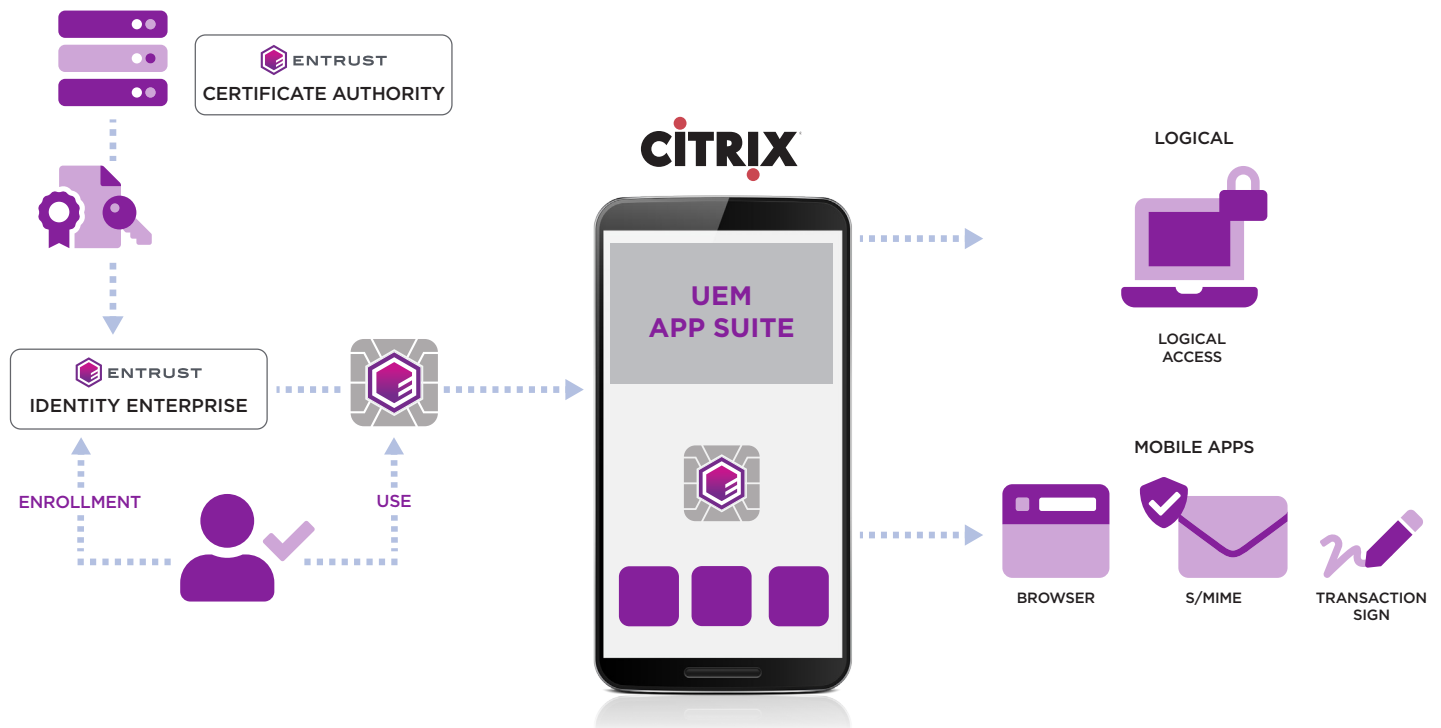 ENTRUST
CERTIFICATE AUTHORITY
ENTRUST
IDENTITY ENTERPRISE
ENROLLMENT
USE
CITRIX
UEM
APP SUITE
LOGICAL
LOGICAL
ACCESS
MOBILE APPS
BROWSER
S/MIME
TRANSACTION
SIGN